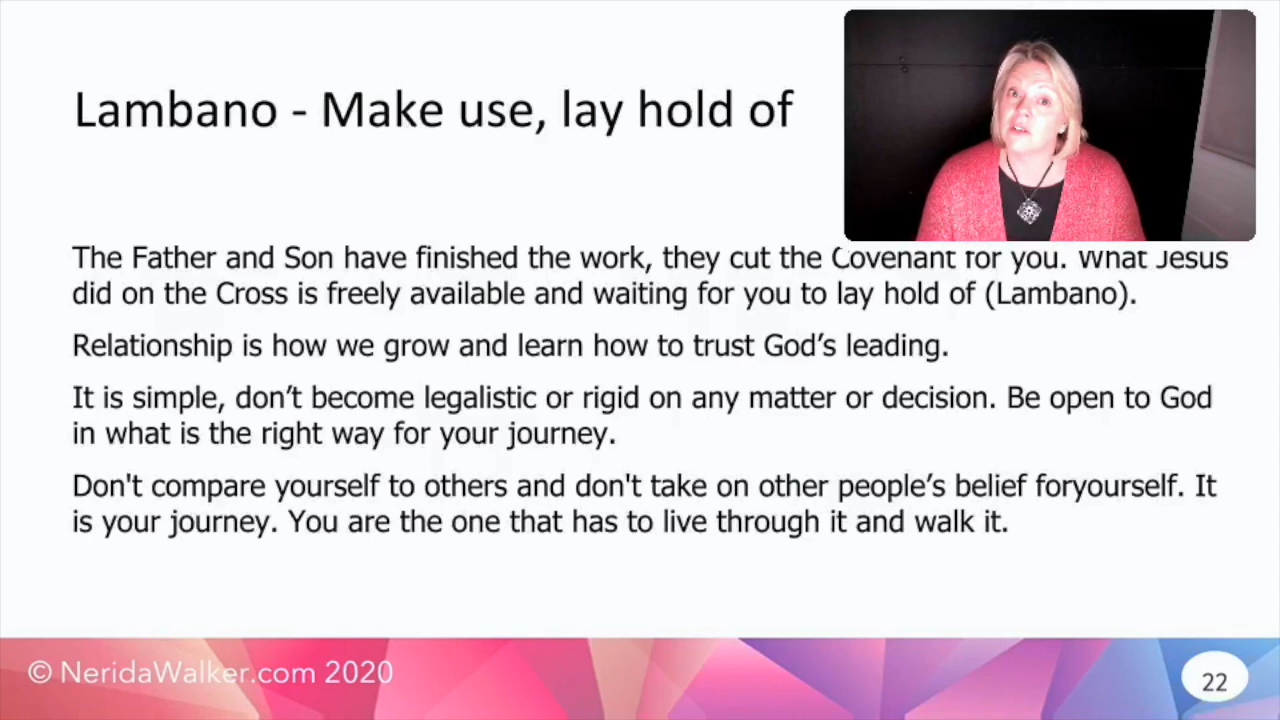 Lambano - Make use, lay hold of
The Father and Son have finished the work, they cut the Covenant for you. What Jesus
did on the Cross is freely available and waiting for you to lay hold of (Lambano).
Relationship is how we grow and learn how to trust God’s leading.
It is simple, don’t become legalistic or rigid on any matter or decision. Be open to God
in what is the right way for your journey.
Don't compare yourself to others and don't take on other people’s belief foryourself. It
is your journey. You are the one that has to live through it and walk it.
© NeridaWalker.com 2020
22